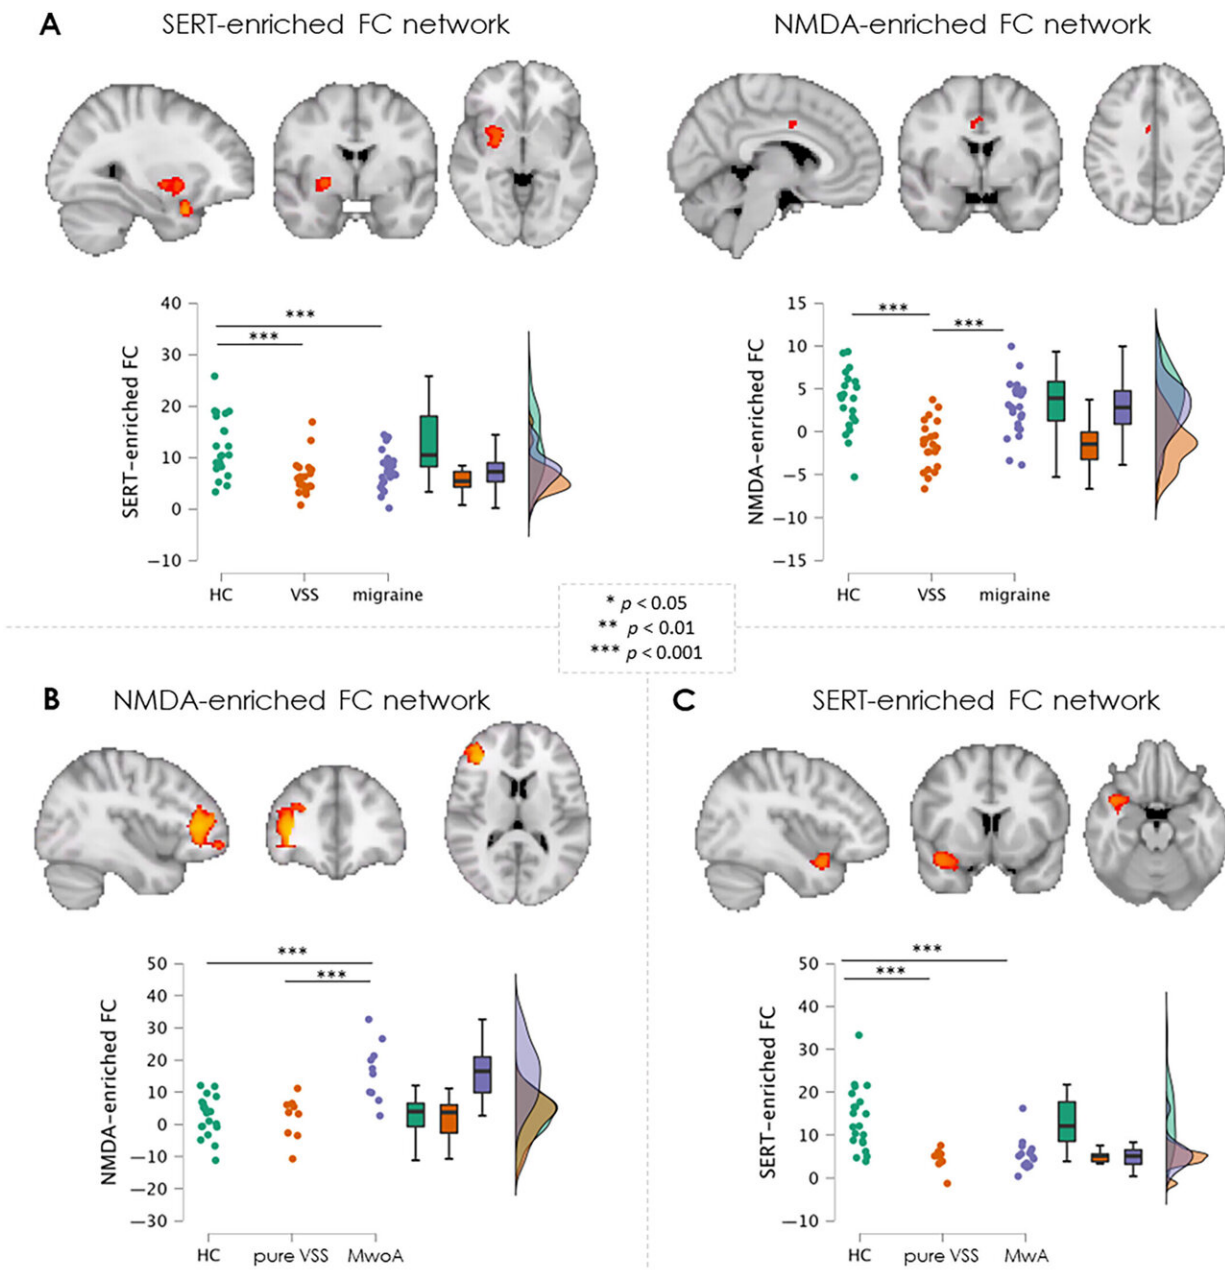 A
SERT-enriched FC network
NMDA-enriched FC network
SERT-enriched FC
40
30
20
10
0
−10
***
***
HC
VSS
migraine
NMDA-enriched FC
15
10
5
0
−5
−10
−15
***
***
HC
VSS
migraine
* p < 0.05
** p < 0.01
*** p < 0.001
B
NMDA-enriched FC network
C
SERT-enriched FC network
NMDA-enriched FC
50
40
30
20
10
0
−10
−20
−30
***
***
HC
pure VSS
MwoA
SERT-enriched FC
50
40
30
20
10
0
−10
***
***
HC
pure VSS
MwA